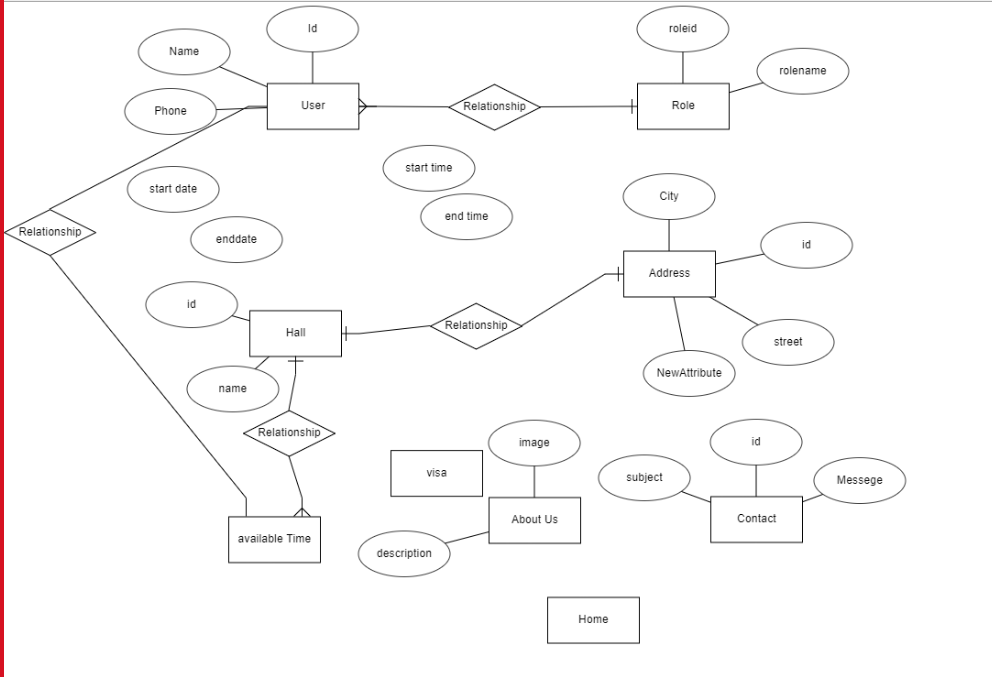 Id
roleid
Name
rolename
Phone
User
Relationship
Role
start time
start date
City
end time
Relationship
enddate
id
Address
id
Hall
Relationship
street
NewAttribute
name
Relationship
image
id
visa
subject
Messege
About Us
Contact
available Time
description
Home